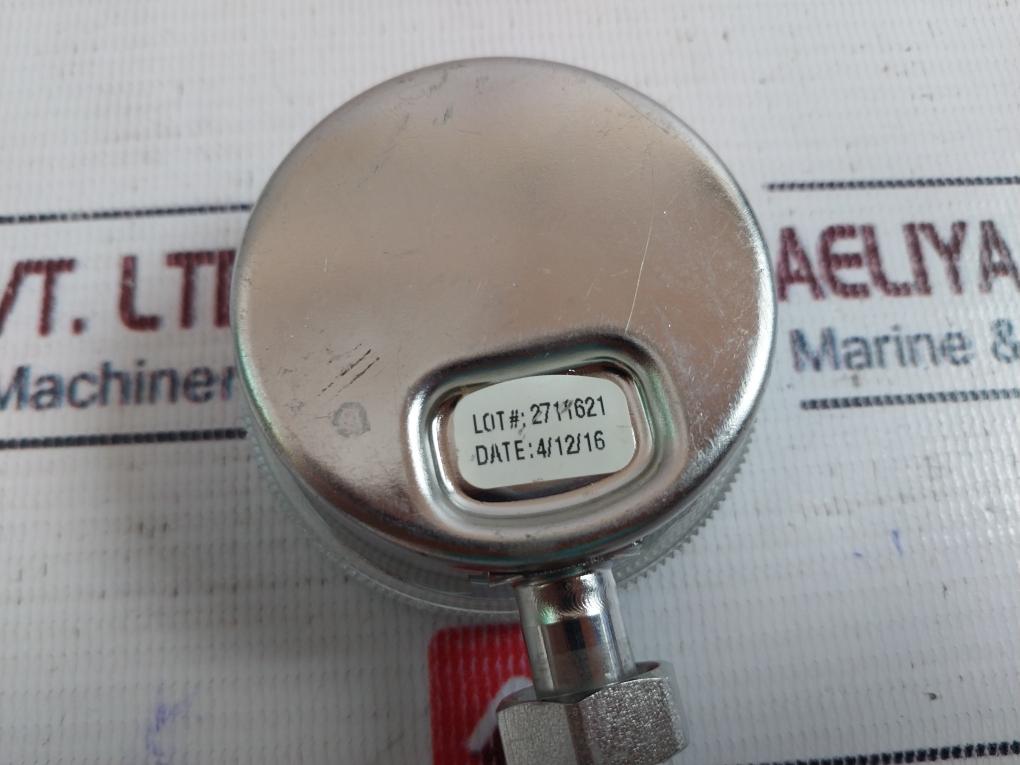 VT. LT
Machiner
AELIYA
Marine &
LOT#: 2711621
DATE: 4/12/16